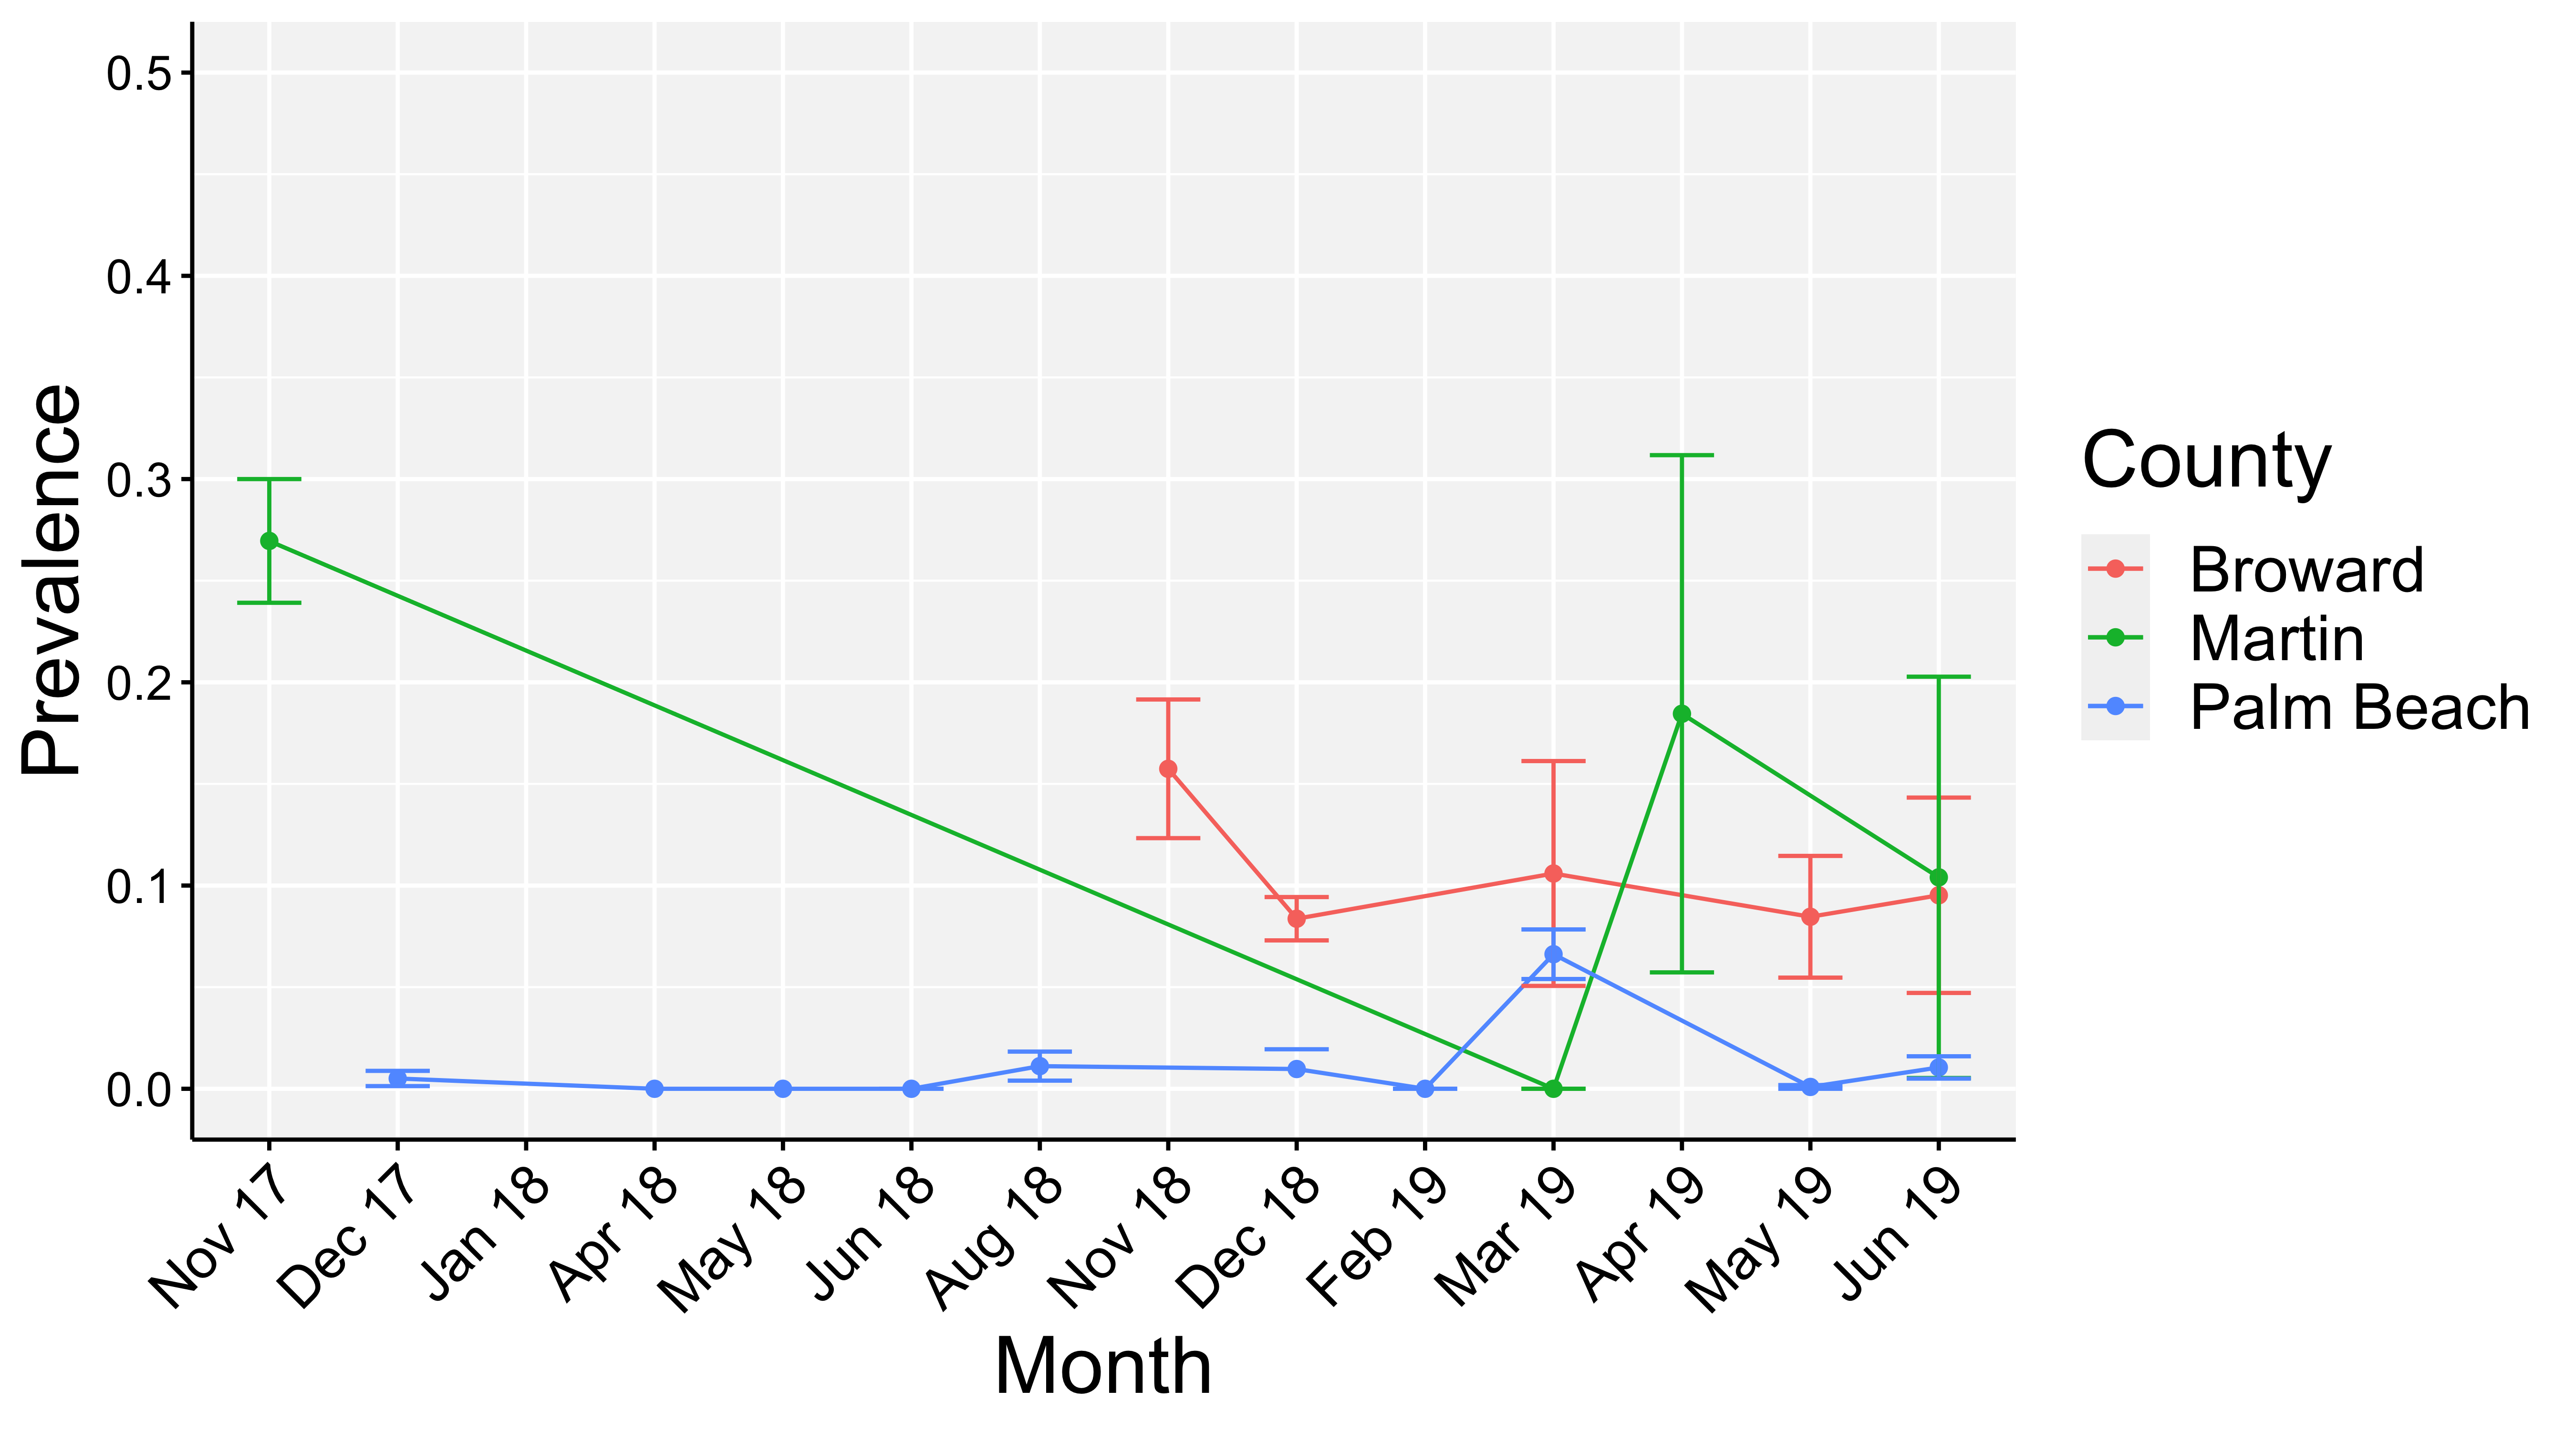 Prevalence
0.5
0.4
0.3
0.2
0.1
0.0
Nov 17
Dec 17
Jan 18
Apr 18
May 18
Jun 18
Aug 18
Nov 18
Dec 18
Feb 19
Mar 19
Apr 19
May 19
Jun 19
Month
County
Broward
Martin
Palm Beach